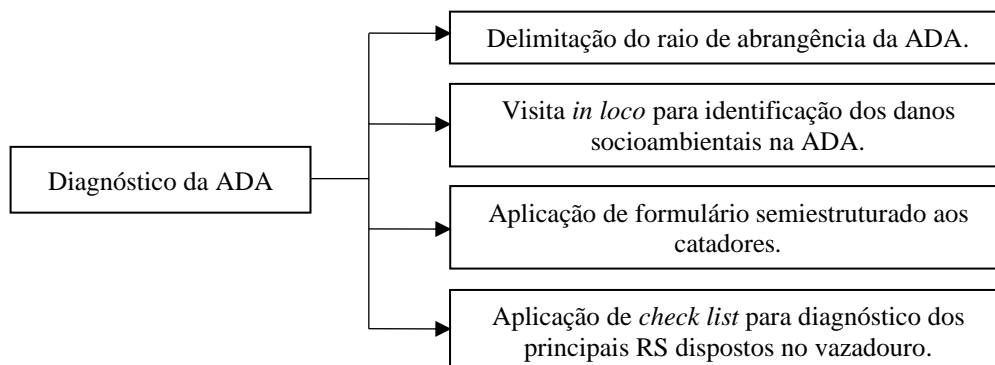 Delimitação do raio de abrangência da ADA.
Visita in loco para identificação dos danos
socioambientais na ADA.
Diagnóstico da ADA
Aplicação de formulário semiestruturado aos
catadores.
Aplicação de check list para diagnóstico dos
principais RS dispostos no vazadouro.